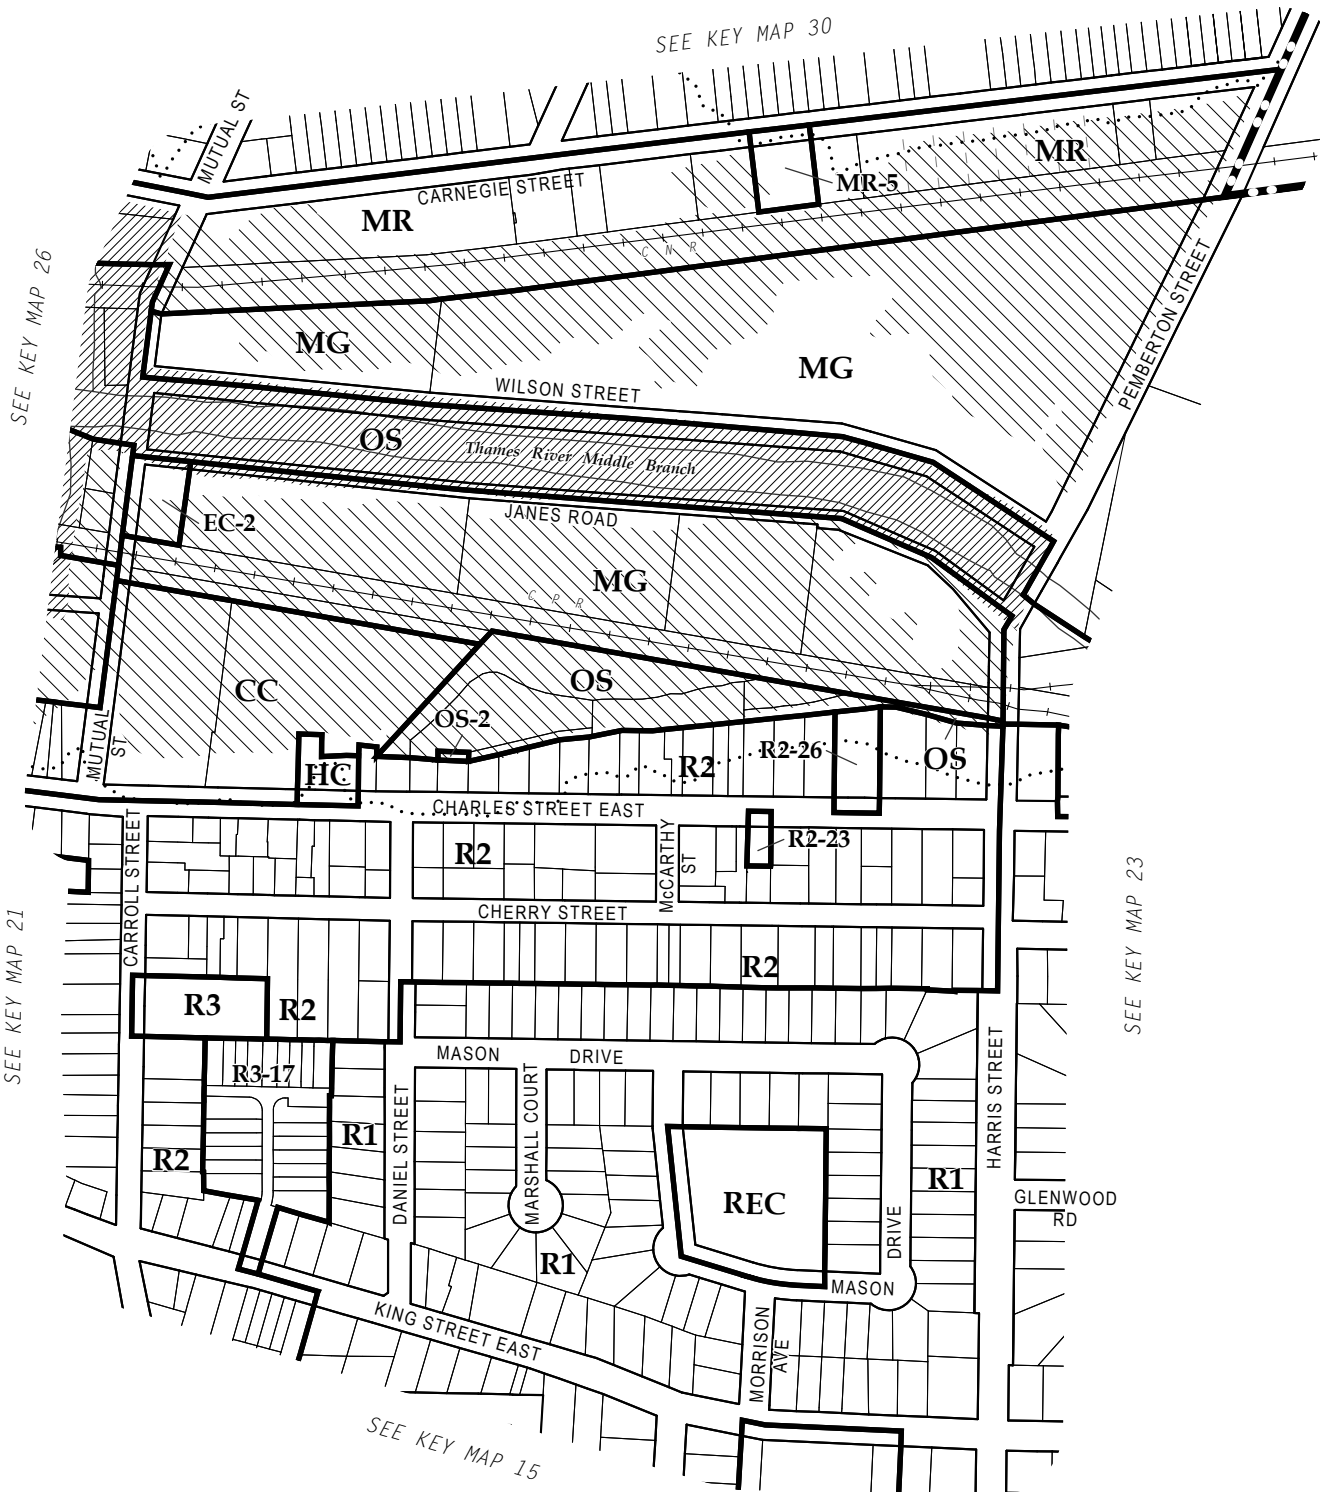 SEE KEY MAP 30
MUTUAL ST
CARNEGIE STREET
MR
MR-5
MR
C N R
SEE KEY MAP 26
MG
MG
WILSON STREET
PEMBERTON STREET
OS
Thames River Middle Branch
EC-2
JANES ROAD
MG
C P R
CC
OS
OS-2
MUTUAL
ST
R2-26
OS
R2
HC
CHARLES STREET EAST
R2
McCARTHY
ST
R2-23
CARROLL STREET
CHERRY STREET
SEE KEY MAP 21
SEE KEY MAP 23
R2
R3
R2
MASON
DRIVE
R3-17
R1
R2
DANIEL STREET
MARSHALL COURT
HARRIS STREET
R1
REC
GLENWOOD
RD
DRIVE
R1
MASON
KING STREET EAST
MORRISON
AVE
SEE KEY MAP 15